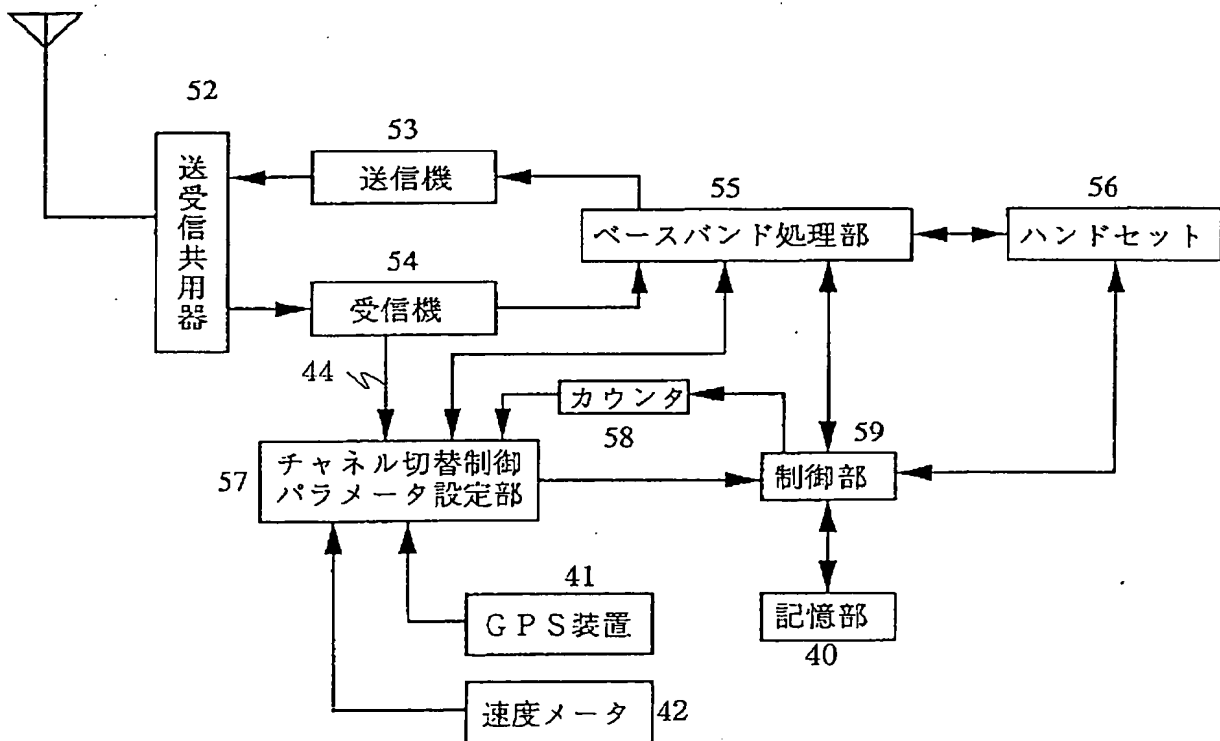 52
送受信共用器
53
送信機
54
受信機
55
ベースバンド処理部
56
ハンドセット
44
カウンタ
58
57
チャネル切替制御
パラメータ設定部
59
制御部
41
GPS装置
記憶部
40
速度メータ
42